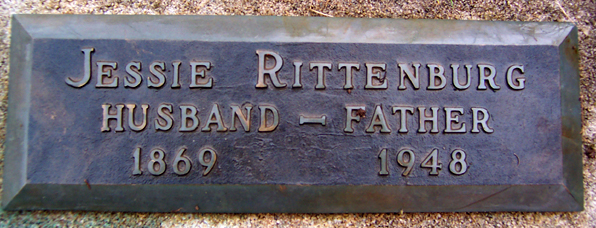 JESSIE RITTENBURG
HUSBAND - FATHER
1869 1948